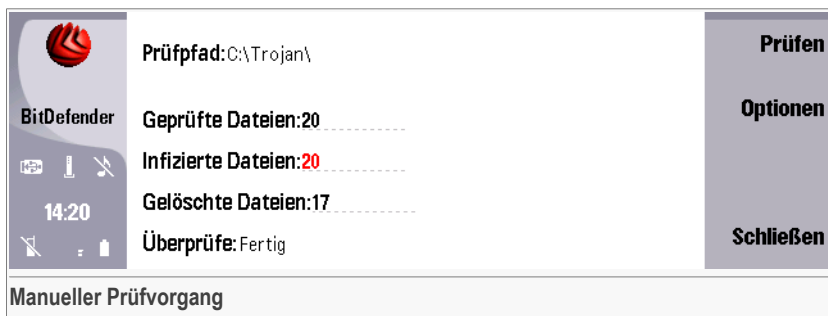 BitDefender
14:20
Prüfpfad:C:\Trojan\
Geprüfte Dateien:20
Infizierte Dateien:20
Gelöschte Dateien:17
Überprüfe:Fertig
Prüfen
Optionen
Schließen
Manueller Prüfvorgang